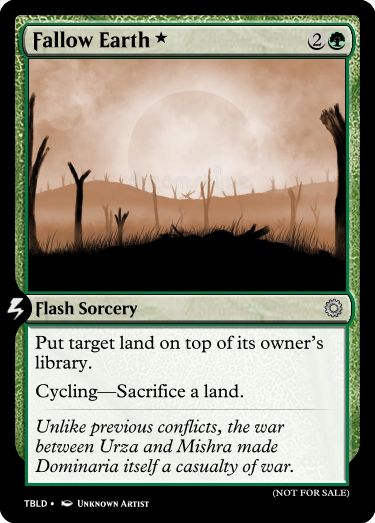 Fallow Earth ★ 2
Flash Sorcery
Put target land on top of its owner's
library.
Cycling—Sacrifice a land.
Unlike previous conflicts, the war
between Urza and Mishra made
Dominaria itself a casualty of war.
(NOT FOR SALE)
TBLD • Unknown Artist